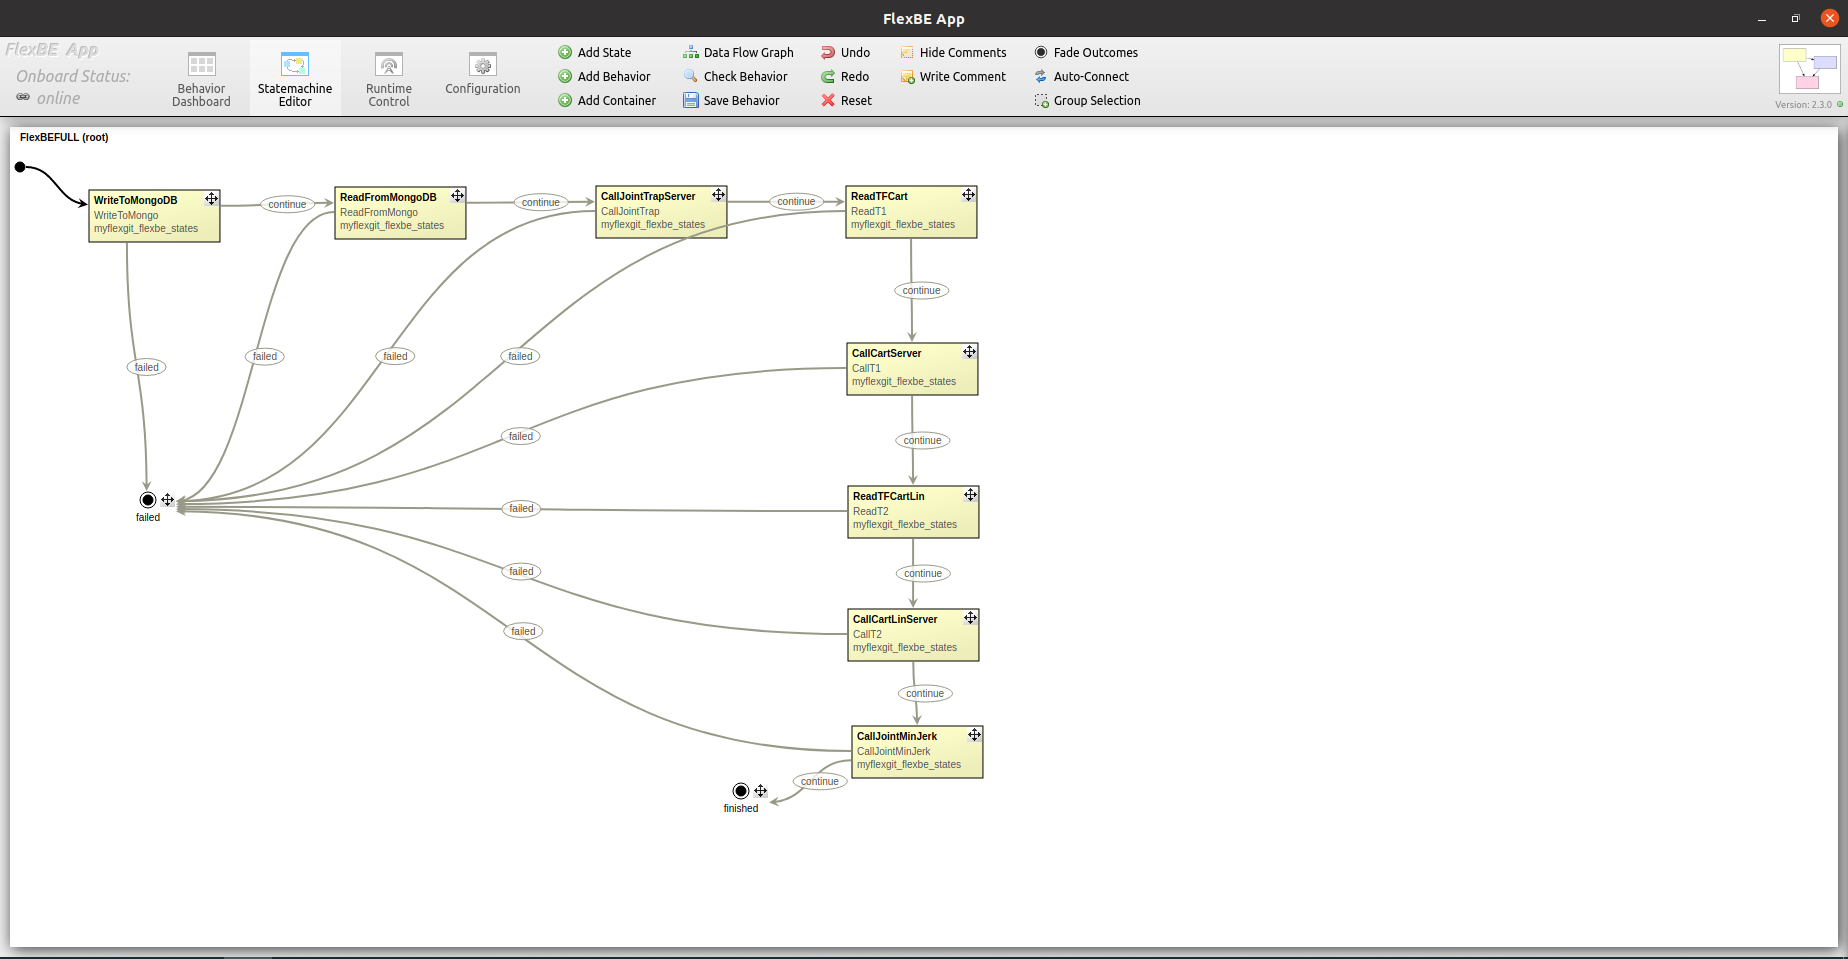 FlexBE App
FlexBE App
Onboard Status:
online
Behavior
Dashboard
Statemachine
Editor
Runtime
Control
Configuration
Add State
Add Behavior
Add Container
Data Flow Graph
Check Behavior
Save Behavior
Undo
Redo
Reset
Hide Comments
Write Comment
Fade Outcomes
Auto-Connect
Group Selection
Version: 2.3.0
FlexBEFULL (root)
WriteToMongoDB
WriteToMongo
myflexgit_flexbe_states
continue
ReadFromMongoDB
ReadFromMongo
myflexgit_flexbe_states
continue
CallJointTrapServer
CallJointTrap
myflexgit_flexbe_states
continue
ReadTFCart
ReadT1
myflexgit_flexbe_states
continue
failed
failed
failed
failed
CallCartServer
CallT1
myflexgit_flexbe_states
failed
continue
ReadTFCartLin
ReadT2
myflexgit_flexbe_states
failed
failed
continue
failed
CallCartLinServer
CallT2
myflexgit_flexbe_states
failed
continue
CallJointMinJerk
CallJointMinJerk
myflexgit_flexbe_states
continue
finished